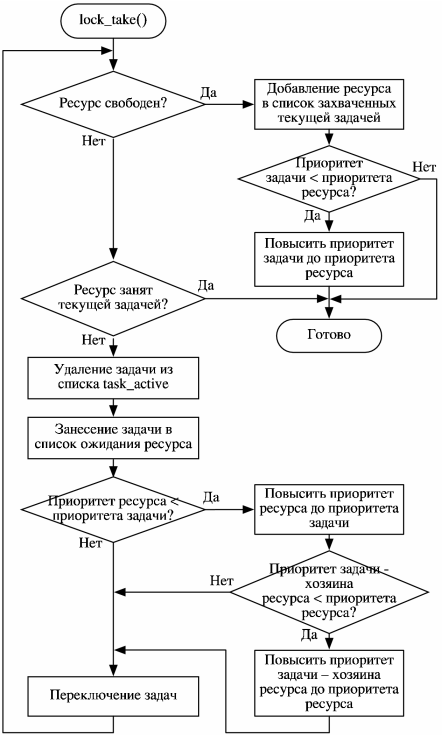 lock_take()
Ресурс свободен?
Да
Добавление ресурса
в список захваченных
текущей задачей
Нет
Приоритет
задачи < приоритета
ресурса?
Нет
Да
Повысить приоритет
задачи до приоритета
ресурса
Ресурс занят
текущей задачей?
Да
Готово
Нет
Удаление задачи из
списка task_active
Занесение задачи в
список ожидания ресурса
Приоритет ресурса <
приоритета задачи?
Да
Повысить приоритет
ресурса до приоритета
задачи
Нет
Приоритет задачи -
хозяина
ресурса < приоритета
ресурса?
Нет
Да
Повысить приоритет
задачи – хозяина
ресурса до приоритета
ресурса
Переключение задач